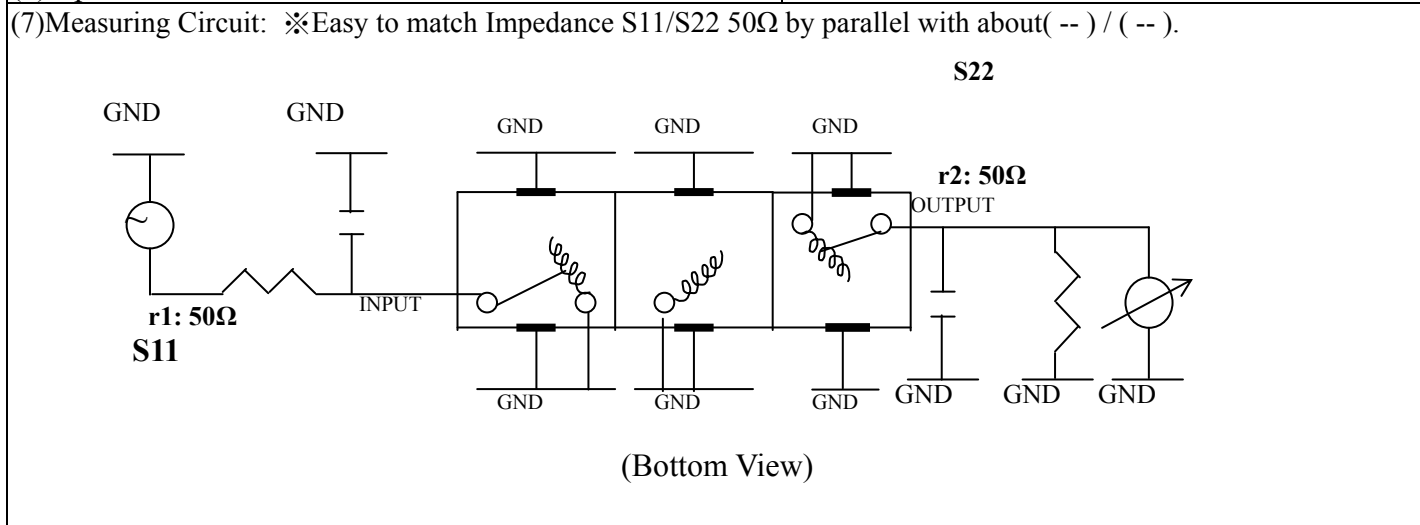 (7)Measuring Circuit: ※Easy to match Impedance S11/S22 50Ω by parallel with about( -- ) / ( -- ).
S22
GND GND GND GND GND
r2: 50Ω
OUTPUT
INPUT
r1: 50Ω
S11
GND GND GND GND GND GND
(Bottom View)